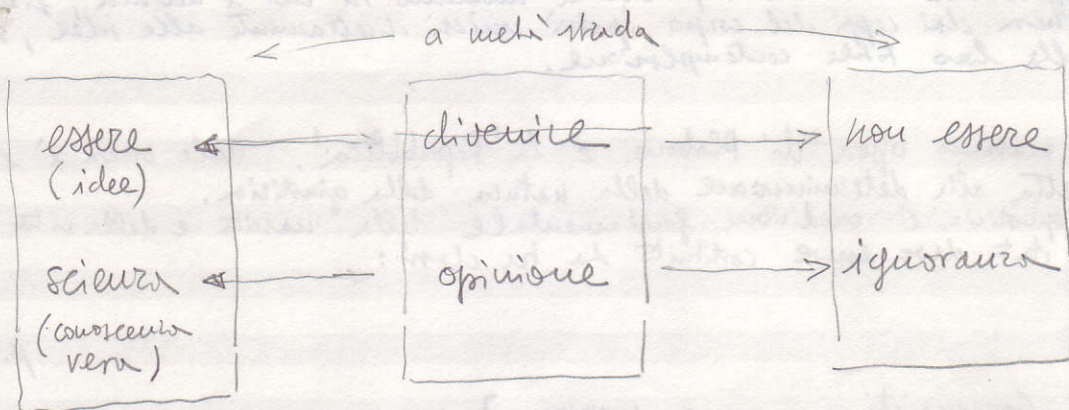 a metà strada
essere divenire non essere
(idee)
scienza opinione ignoranza
(conoscenza
vera)